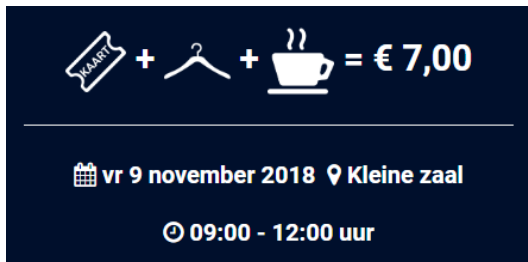 KAART + + = € 7,00
vr 9 november 2018 Kleine zaal
09:00 - 12:00 uur